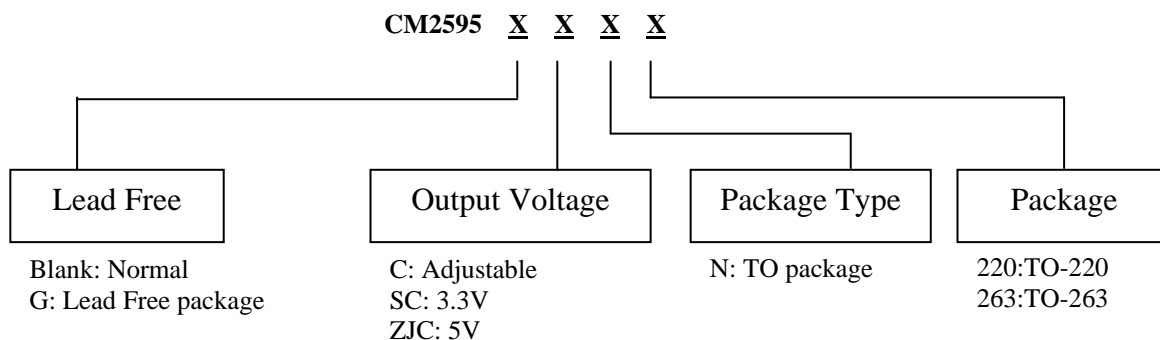 CM2595 X X X X
Lead Free
Output Voltage
Package Type
Package
Blank: Normal
G: Lead Free package
C: Adjustable
SC: 3.3V
ZJC: 5V
N: TO package
220:TO-220
263:TO-263